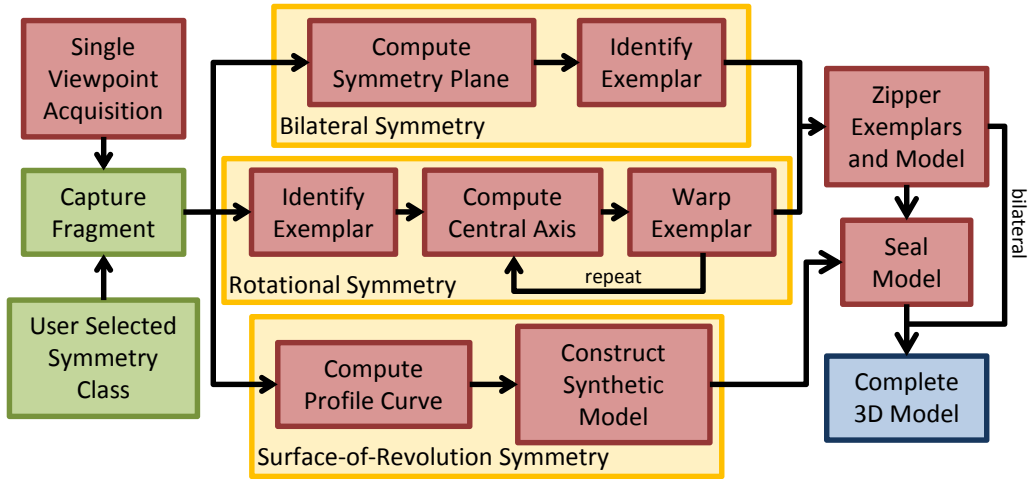 Single
Viewpoint
Acquisition
Capture
Fragment
User Selected
Symmetry
Class
Compute
Symmetry Plane
Identify
Exemplar
Bilateral Symmetry
Identify
Exemplar
Compute
Central Axis
Warp
Exemplar
repeat
Rotational Symmetry
Compute
Profile Curve
Construct
Synthetic
Model
Surface-of-Revolution Symmetry
Zipper
Exemplars
and Model
bilateral
Seal
Model
Complete
3D Model